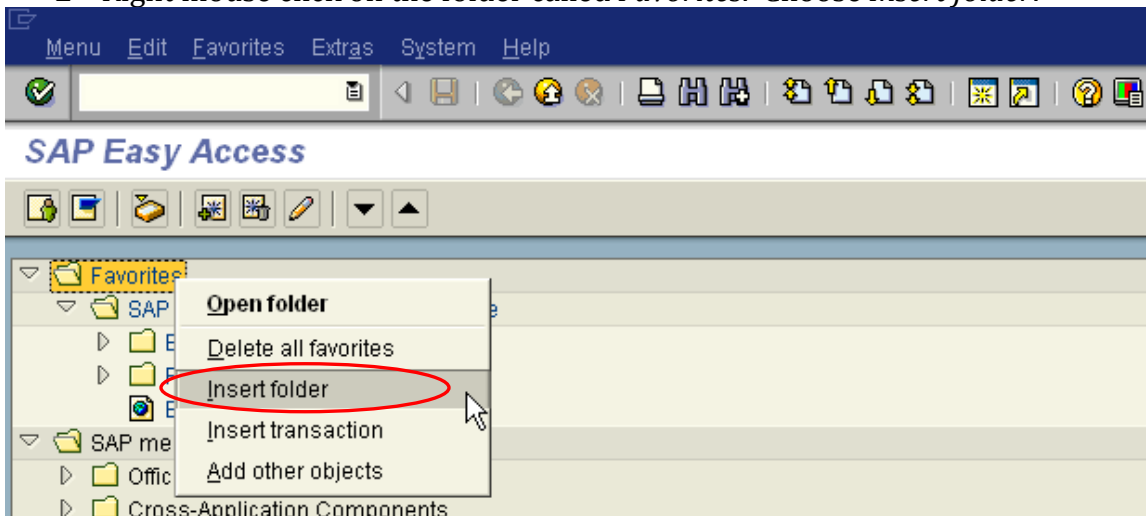 Right mouse click on the folder called Favorites. Choose Insert folder.
Menu Edit Favorites Extras System Help
SAP Easy Access
Favorites
SAP
Open folder
Delete all favorites
Insert folder
Insert transaction
Add other objects
SAP me
Offic
Cross-Application Components